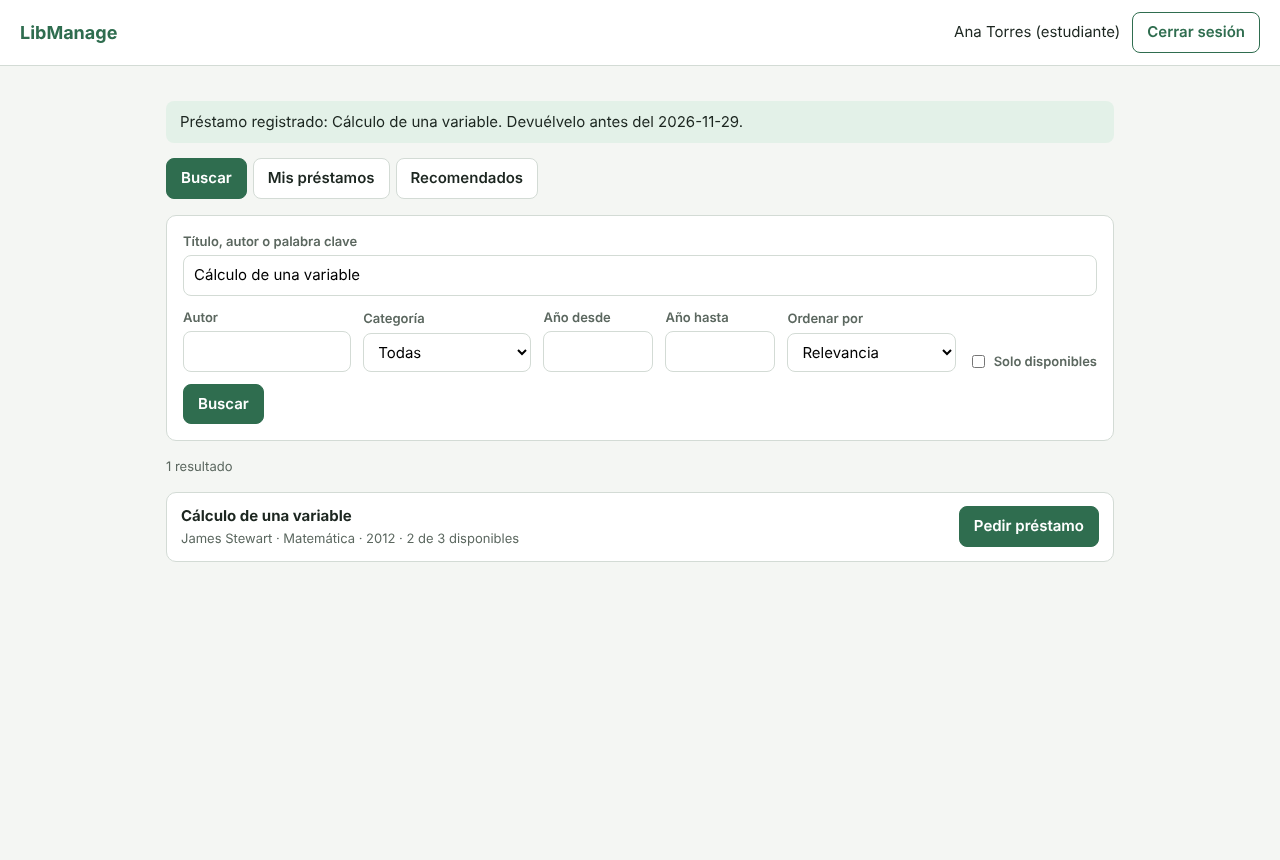 LibManage
Ana Torres (estudiante)
Cerrar sesión
Préstamo registrado: Cálculo de una variable. Devuélvelo antes del 2026-11-29.
Buscar
Mis préstamos
Recomendados
Título, autor o palabra clave
Cálculo de una variable
Autor
Categoría
Año desde
Año hasta
Ordenar por
Todas
Relevancia
Solo disponibles
Buscar
1 resultado
Cálculo de una variable
James Stewart · Matemática · 2012 · 2 de 3 disponibles
Pedir préstamo